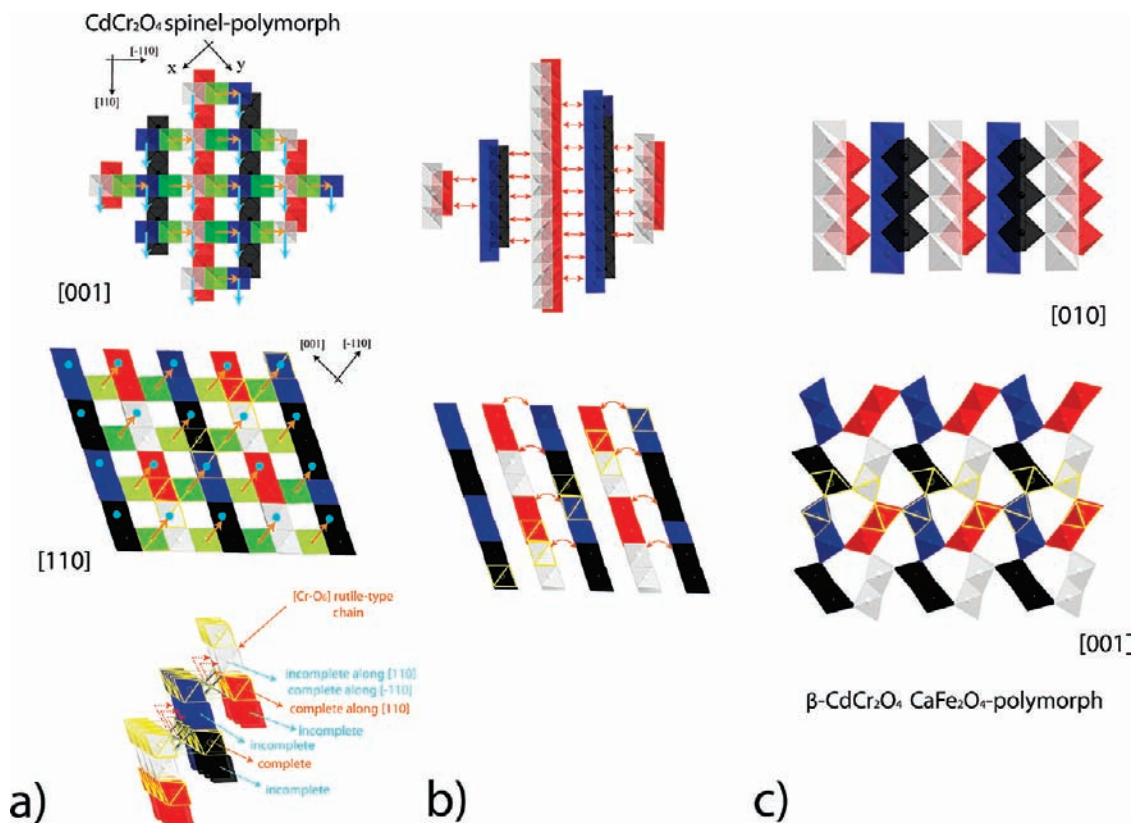 CdCr₂O₄ spinel-polymorph
[-110]
x
y
[110]
[001]
[010]
[001]
[-110]
[110]
[001]
[Cr-O₆] rutile-type
chain
incomplete along [110]
complete along [-110]
complete along [110]
incomplete
incomplete
complete
incomplete
β-CdCr₂O₄ CaFe₂O₄-polymorph
a)
b)
c)